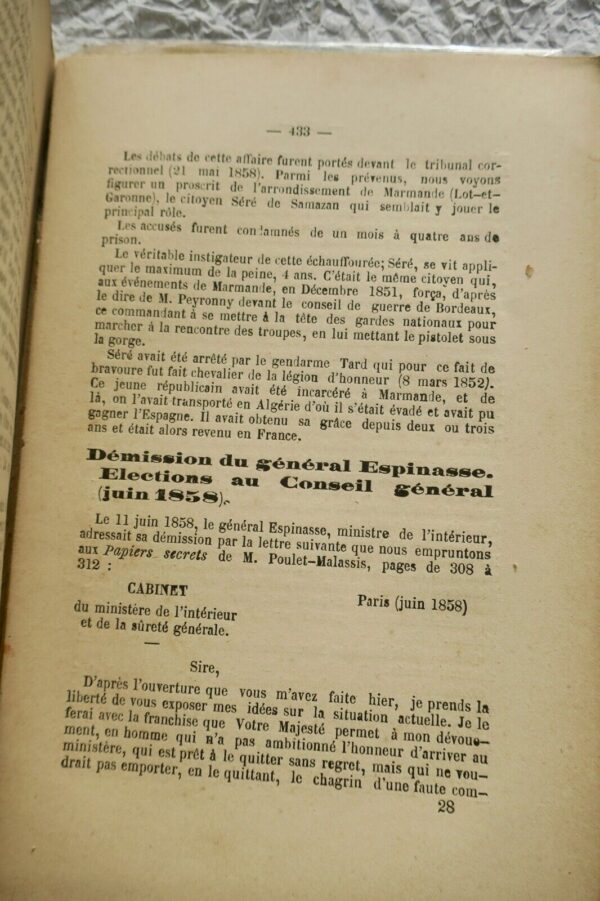 — 433 —
Les débats de cette affaire furent portés devant le tribunal cor-
rectionnel (21 mai 1858). Parmi les prévenus, nous voyons
figurer un proscrit de l'arrondissement de Marmande (Lot-et-
Garonne), le citoyen Séré de Samazan qui semblait y jouer le
principal rôle.
Les accusés furent condamnés de un mois à quatre ans de
prison.
Le véritable instigateur de cette échauffourée; Séré, se vit appli-
quer le maximum de la peine, 4 ans. C'était le même citoyen qui,
aux événements de Marmande, en Décembre 1851, força, d'après
le dire de M. Peyronny devant le conseil de guerre de Bordeaux,
ce commandant à se mettre à la tête des gardes nationaux pour
marcher à la rencontre des troupes, en lui mettant le pistolet sous
la gorge.
Séré avait été arrêté par le gendarme Tard qui pour ce fait de
bravoure fut fait chevalier de la légion d'honneur (8 mars 1852).
Ce jeune républicain avait été incarcéré à Marmande, et de
là, on l'avait transporté en Algérie d'où il s'était évadé et avait pu
gagner l'Espagne. Il avait obtenu sa grâce depuis deux ou trois
ans et était alors revenu en France.
Démission du général Espinasse.
Elections au Conseil général
(juin 1858).
Le 11 juin 1858, le général Espinasse, ministre de l'intérieur,
adressait sa démission par la lettre suivante que nous empruntons
aux Papiers secrets de M. Poulet-Malassis, pages de 308 à
312 :
CABINET
du ministère de l'intérieur
et de la sûreté générale.
Paris (juin 1858)
Sire,
D'après l'ouverture que vous m'avez faite hier, je prends la
liberté de vous exposer mes idées sur la situation actuelle. Je le
ferai avec la franchise que Votre Majesté permet à mon dévoue-
ment, en homme qui n'a pas ambitionné l'honneur d'arriver au
ministère, qui est prêt à le quitter sans regret, mais qui ne vou-
drait pas emporter, en le quittant, le chagrin d'une faute com-
28